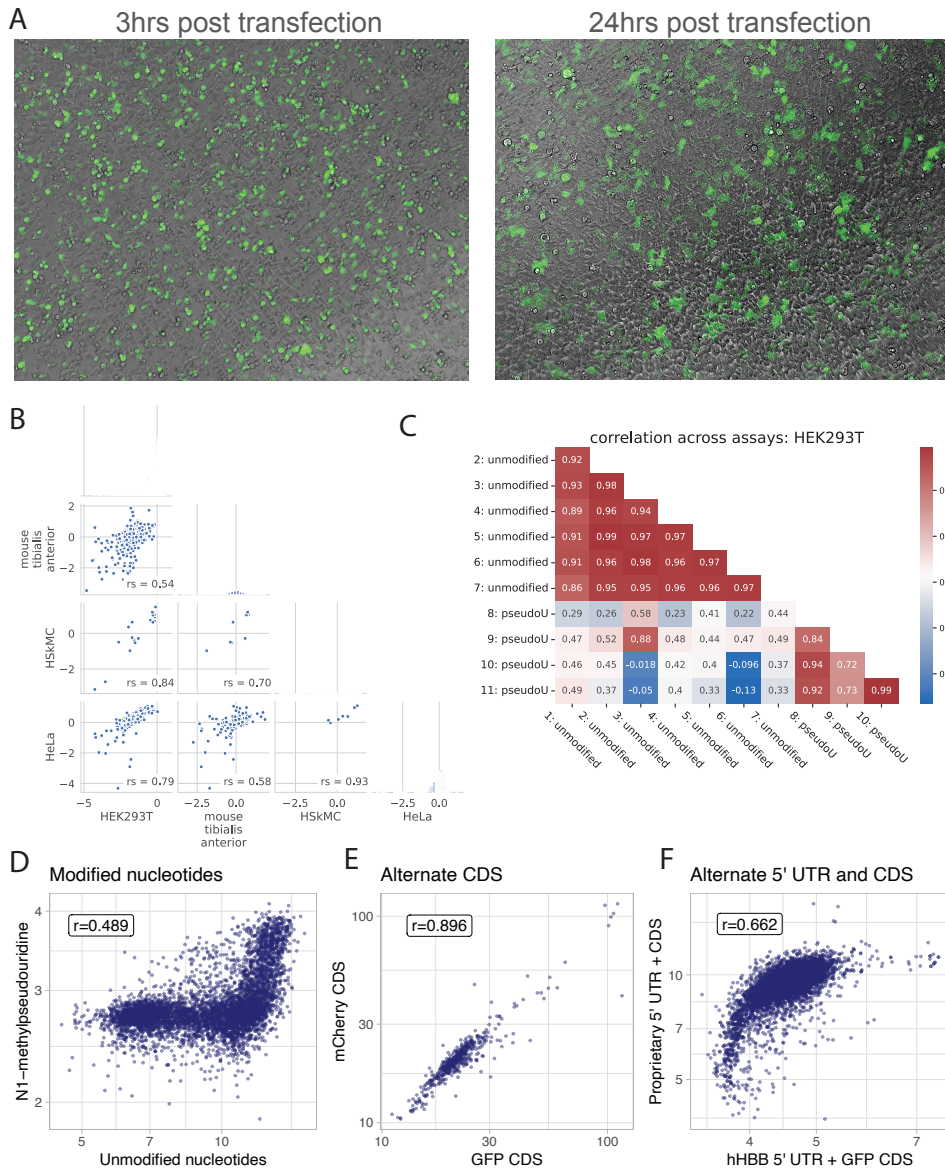 A
3hrs post transfection
24hrs post transfection
B
2
0
−2
mouse
tibialis
anterior
rs = 0.54
0
−2
HSkMC
rs = 0.84
rs = 0.70
0
−2
−4
HeLa
rs = 0.79
rs = 0.58
rs = 0.93
−5
0
−2.5
0.0
−2.5
0.0
−2.5
0.0
HEK293T
mouse
tibialis
anterior
HSkMC
HeLa
C
correlation across assays: HEK293T
2: unmodified 0.92
3: unmodified 0.93 0.98
4: unmodified 0.89 0.96 0.94
5: unmodified 0.91 0.99 0.97 0.97
6: unmodified 0.91 0.96 0.98 0.96 0.97
7: unmodified 0.86 0.95 0.95 0.96 0.96 0.97
8: pseudoU 0.29 0.26 0.58 0.23 0.41 0.22 0.44
9: pseudoU 0.47 0.52 0.88 0.48 0.44 0.47 0.49 0.84
10: pseudoU 0.46 0.45 -0.018 0.42 0.4 -0.096 0.37 0.94 0.72
11: pseudoU 0.49 0.37 -0.05 0.4 0.33 -0.13 0.33 0.92 0.73 0.99
1: unmodified
2: unmodified
3: unmodified
4: unmodified
5: unmodified
6: unmodified
7: unmodified
8: pseudoU
9: pseudoU
10: pseudoU
D
Modified nucleotides
r=0.489
4
3
2
N1−methylpseudouridine
5 7 10
Unmodified nucleotides
E
Alternate CDS
r=0.896
100
30
10
mCherry CDS
10 30 100
GFP CDS
F
Alternate 5' UTR and CDS
r=0.662
10
7
5
Proprietary 5' UTR + CDS
4 5 7
hHBB 5' UTR + GFP CDS